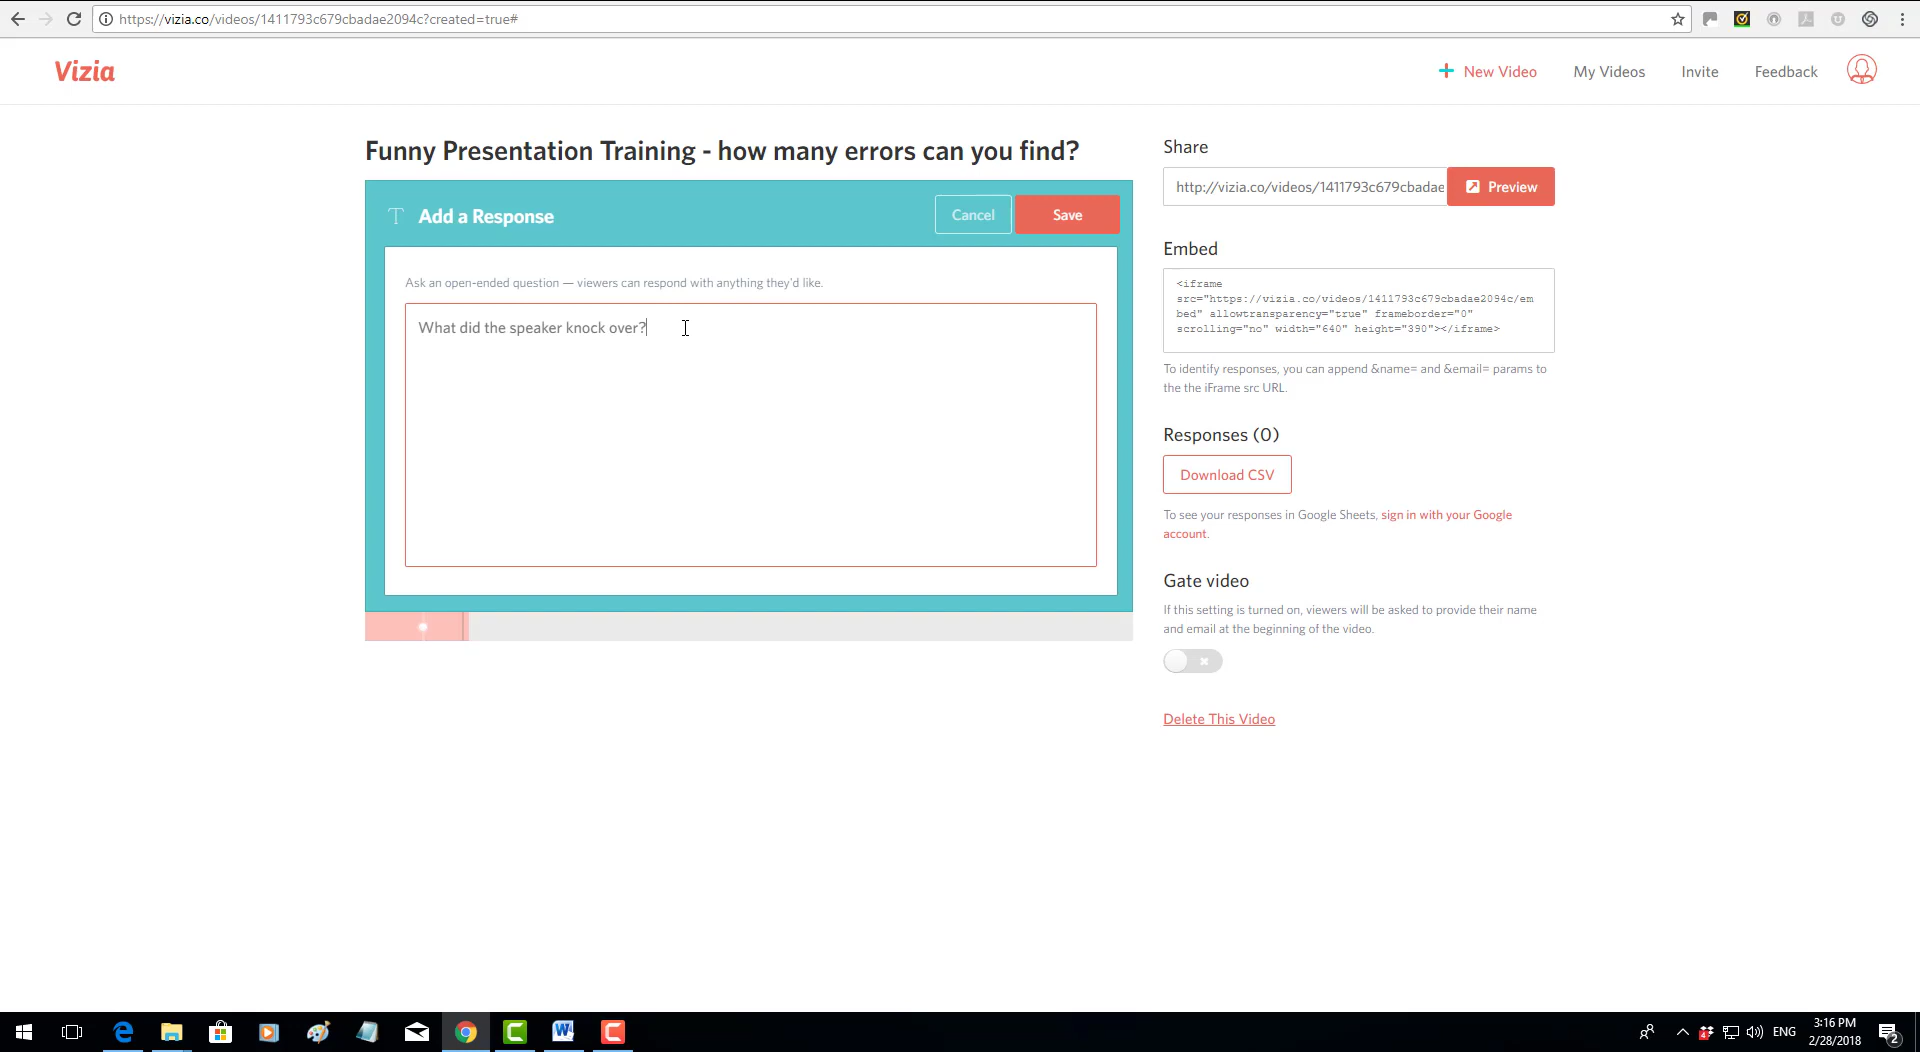 https://vizia.co/videos/1411793c679cbadae2094c?created=true#
Vizia
New Video
My Videos
Invite
Feedback
Funny Presentation Training - how many errors can you find?
T Add a Response
Cancel
Save
Ask an open-ended question — viewers can respond with anything they'd like.
What did the speaker knock over?
Share
http://vizia.co/videos/1411793c679cbadae
Preview
Embed
<iframe
src="https://vizia.co/videos/1411793c679cbadae2094c/em
bed" allowtransparency="true" frameborder="0"
scrolling="no" width="640" height="390"></iframe>
To identify responses, you can append &name= and &email= params to
the the iFrame src URL.
Responses (0)
Download CSV
To see your responses in Google Sheets, sign in with your Google
account.
Gate video
If this setting is turned on, viewers will be asked to provide their name
and email at the beginning of the video.
Delete This Video
ENG
3:16 PM
2/28/2018
2